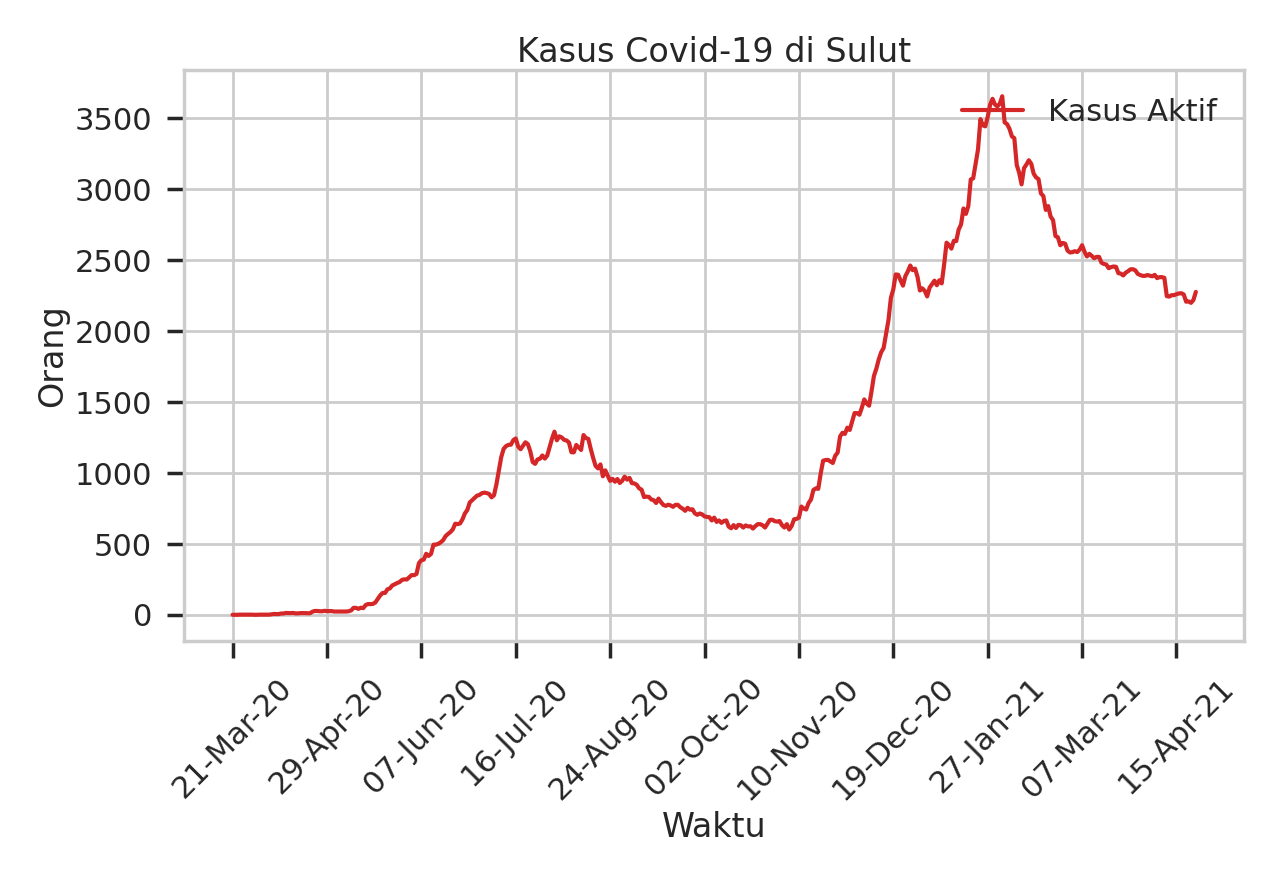 Kasus Covid-19 di Sulut
Kasus Aktif
Orang
3500
3000
2500
2000
1500
1000
500
0
21-Mar-20
29-Apr-20
07-Jun-20
16-Jul-20
24-Aug-20
02-Oct-20
10-Nov-20
19-Dec-20
27-Jan-21
07-Mar-21
15-Apr-21
Waktu